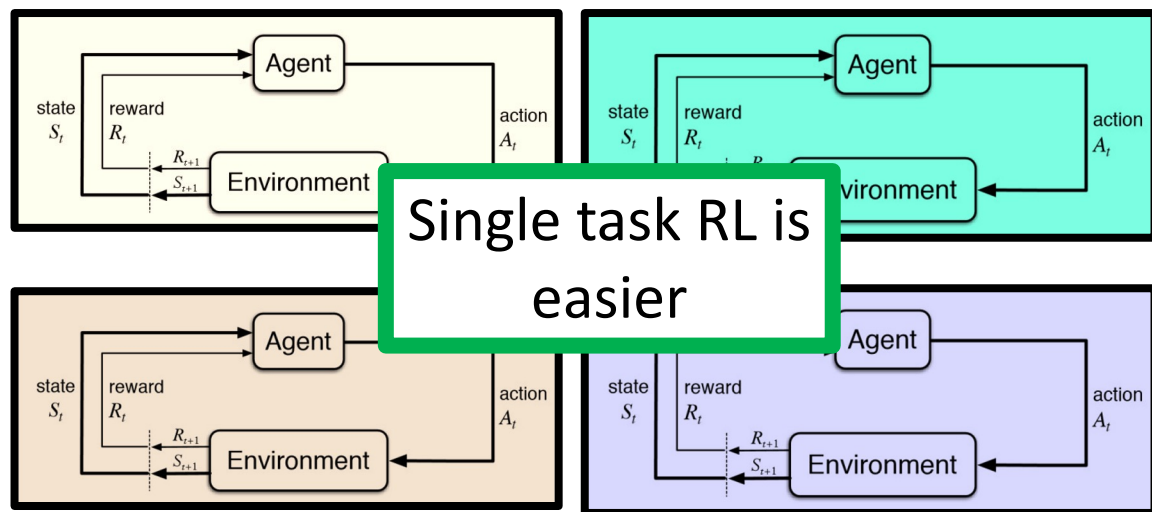 Agent
state
S_t
reward
R_t
action
A_t
R_{t+1}
S_{t+1}
Environment
Agent
state
S_t
reward
R_t
action
A_t
Single task RL is
easier
Agent
state
S_t
reward
R_t
action
A_t
R_{t+1}
S_{t+1}
Environment
Agent
state
S_t
reward
R_t
action
A_t
R_{t+1}
S_{t+1}
Environment